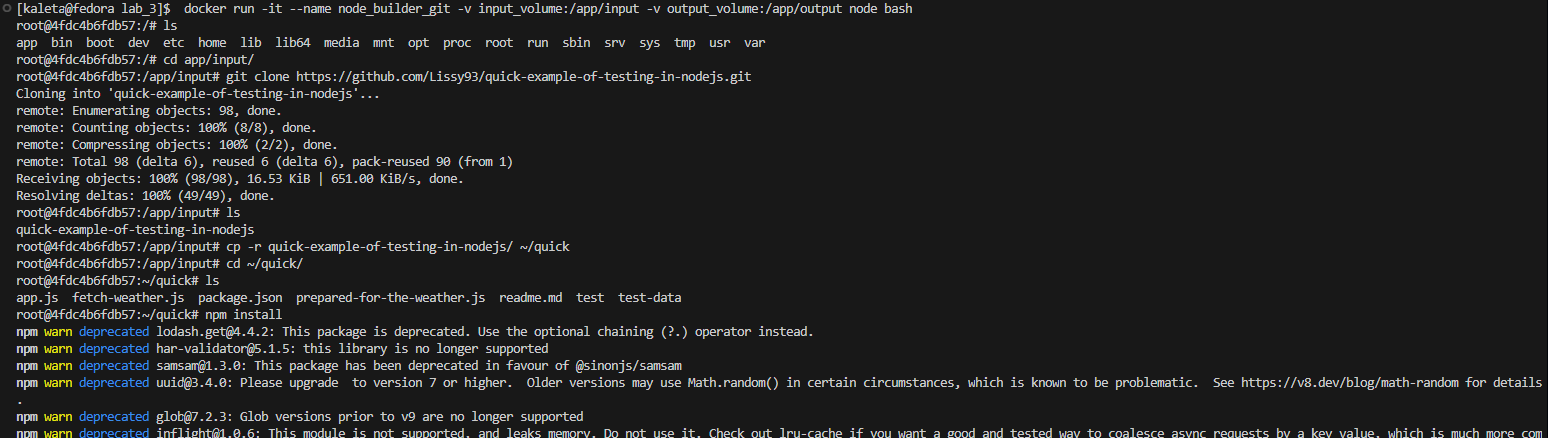 [kaleta@fedora lab_3]$  docker run -it --name node_builder_git -v input_volume:/app/input -v output_volume:/app/output node bash
root@4fdc4b6fdb57:/# ls
app  bin  boot  dev  etc  home  lib  lib64  media  mnt  opt  proc  root  run  sbin  srv  sys  tmp  usr  var
root@4fdc4b6fdb57:/# cd app/input/
root@4fdc4b6fdb57:/app/input# git clone https://github.com/Lissy93/quick-example-of-testing-in-nodejs.git
Cloning into 'quick-example-of-testing-in-nodejs'...
remote: Enumerating objects: 98, done.
remote: Counting objects: 100% (8/8), done.
remote: Compressing objects: 100% (2/2), done.
remote: Total 98 (delta 6), reused 6 (delta 6), pack-reused 90 (from 1)
Receiving objects: 100% (98/98), 16.53 KiB | 651.00 KiB/s, done.
Resolving deltas: 100% (49/49), done.
root@4fdc4b6fdb57:/app/input# ls
quick-example-of-testing-in-nodejs
root@4fdc4b6fdb57:/app/input# cp -r quick-example-of-testing-in-nodejs/ ~/quick
root@4fdc4b6fdb57:/app/input# cd ~/quick/
root@4fdc4b6fdb57:~/quick# ls
app.js  fetch-weather.js  package.json  prepared-for-the-weather.js  readme.md  test  test-data
root@4fdc4b6fdb57:~/quick# npm install
npm warn deprecated lodash.get@4.4.2: This package is deprecated. Use the optional chaining (?.) operator instead.
npm warn deprecated har-validator@5.1.5: this library is no longer supported
npm warn deprecated samsam@1.3.0: This package has been deprecated in favour of @sinonjs/samsam
npm warn deprecated uuid@3.4.0: Please upgrade  to version 7 or higher.  Older versions may use Math.random() in certain circumstances, which is known to be problematic.  See https://v8.dev/blog/math-random for details
.
npm warn deprecated glob@7.2.3: Glob versions prior to v9 are no longer supported
npm warn deprecated inflight@1.0.6: This module is not supported, and leaks memory. Do not use it. Check out lru-cache if you want a good and tested way to coalesce async requests by a key value, which is much more com